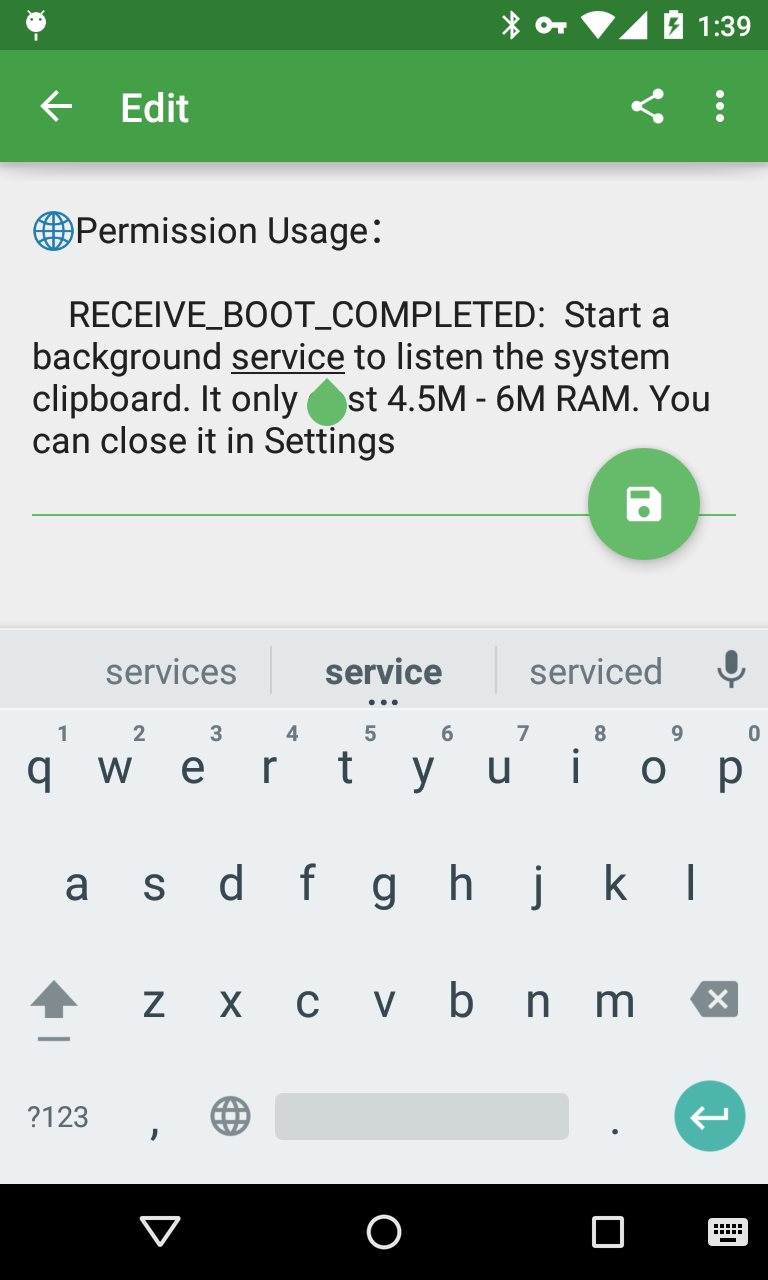 1:39
Edit
Permission Usage：
RECEIVE_BOOT_COMPLETED:  Start a
background service to listen the system
clipboard. It only st 4.5M - 6M RAM. You
can close it in Settings
services service serviced
1 2 3 4 5 6 7 8 9 0
q w e r t y u i o p
a s d f g h j k l
z x c v b n m
?123 , .